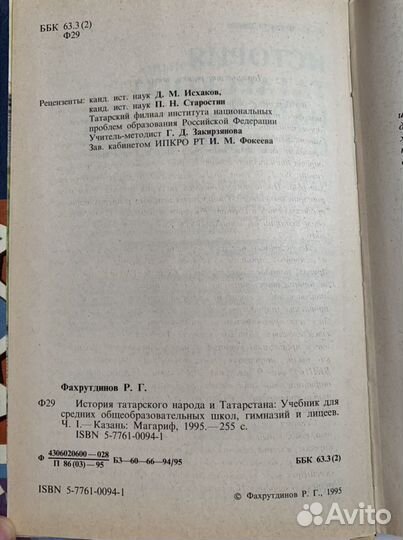 ББК 63.3(2)
Ф29
Рецензенты: канд. ист. наук Д. М. Исхаков,
канд. ист. наук П. Н. Старостин
Татарский филиал института национальных
проблем образования Российской Федерации
Учитель-методист Г. Д. Закирзянова
Зав. кабинетом ИПКРО РТ И. М. Фокеева
Фахрутдинов Р. Г.
Ф29 История татарского народа и Татарстана: Учебник для
средних общеобразовательных школ, гимназий и лицеев.
Ч. I.—Казань: Магариф, 1995.—255 с.
ISBN 5-7761-0094-1
Ф 4306020600—028
П 86(03)—95
БЗ—60—66—94/95
ББК 63.3(2)
ISBN 5-7761-0094-1
© Фахрутдинов Р. Г., 1995
Avito